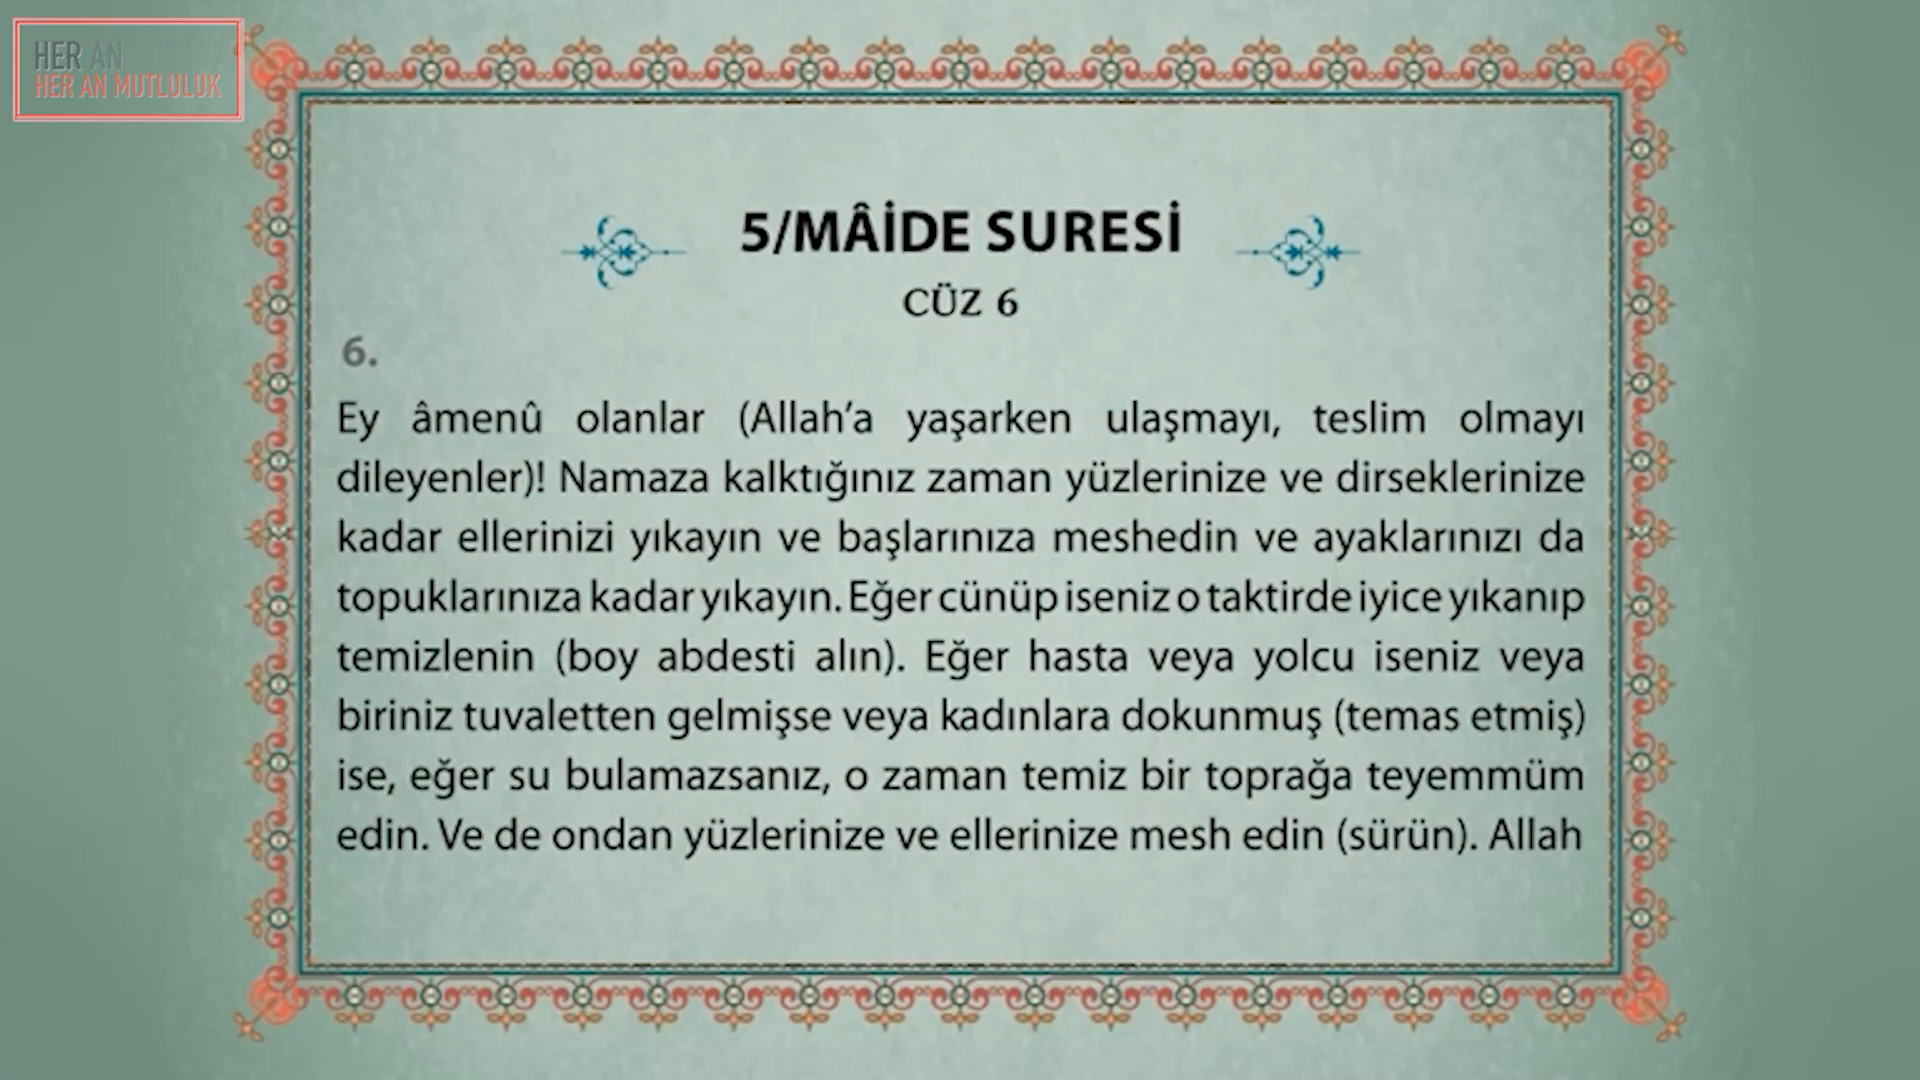 HER AN
HER AN MUTLULUK
5/MÂİDE SURESİ
CÜZ 6
6.
Ey âmenû olanlar (Allah’a yaşarken ulaşmayı, teslim olmayı
dileyenler)! Namaza kalktığınız zaman yüzlerinize ve dirseklerinize
kadar ellerinizi yıkayın ve başlarınıza meshedin ve ayaklarınızı da
topuklarınıza kadar yıkayın. Eğer cünüp iseniz o taktirde iyice yıkanıp
temizlenin (boy abdesti alın). Eğer hasta veya yolcu iseniz veya
biriniz tuvaletten gelmişse veya kadınlara dokunmuş (temas etmiş)
ise, eğer su bulamazsanız, o zaman temiz bir toprağa teyemmüm
edin. Ve de ondan yüzlerinize ve ellerinize mesh edin (sürün). Allah